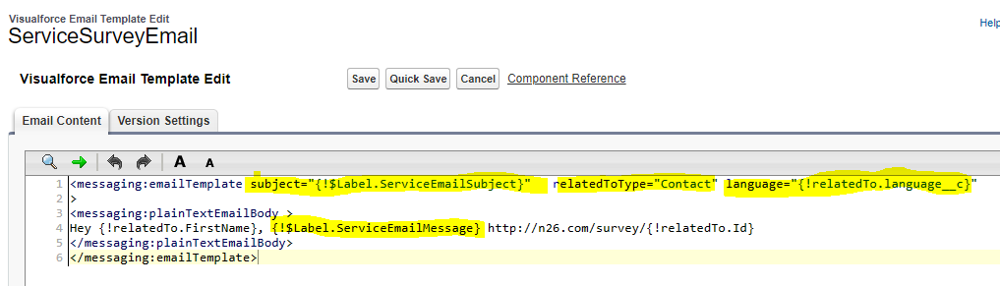 Visualforce Email Template Edit
Help
ServiceSurveyEmail
Visualforce Email Template Edit Save Quick Save Cancel Component Reference
Email Content Version Settings
A A
1 <messaging:emailTemplate subject="{!$Label.ServiceEmailSubject}" relatedToType="Contact" language="{!relatedTo.language__c}"
2 >
3 <messaging:plainTextEmailBody >
4 Hey {!relatedTo.FirstName}, {!$Label.ServiceEmailMessage} http://n26.com/survey/{!relatedTo.Id}
5 </messaging:plainTextEmailBody>
6 </messaging:emailTemplate>